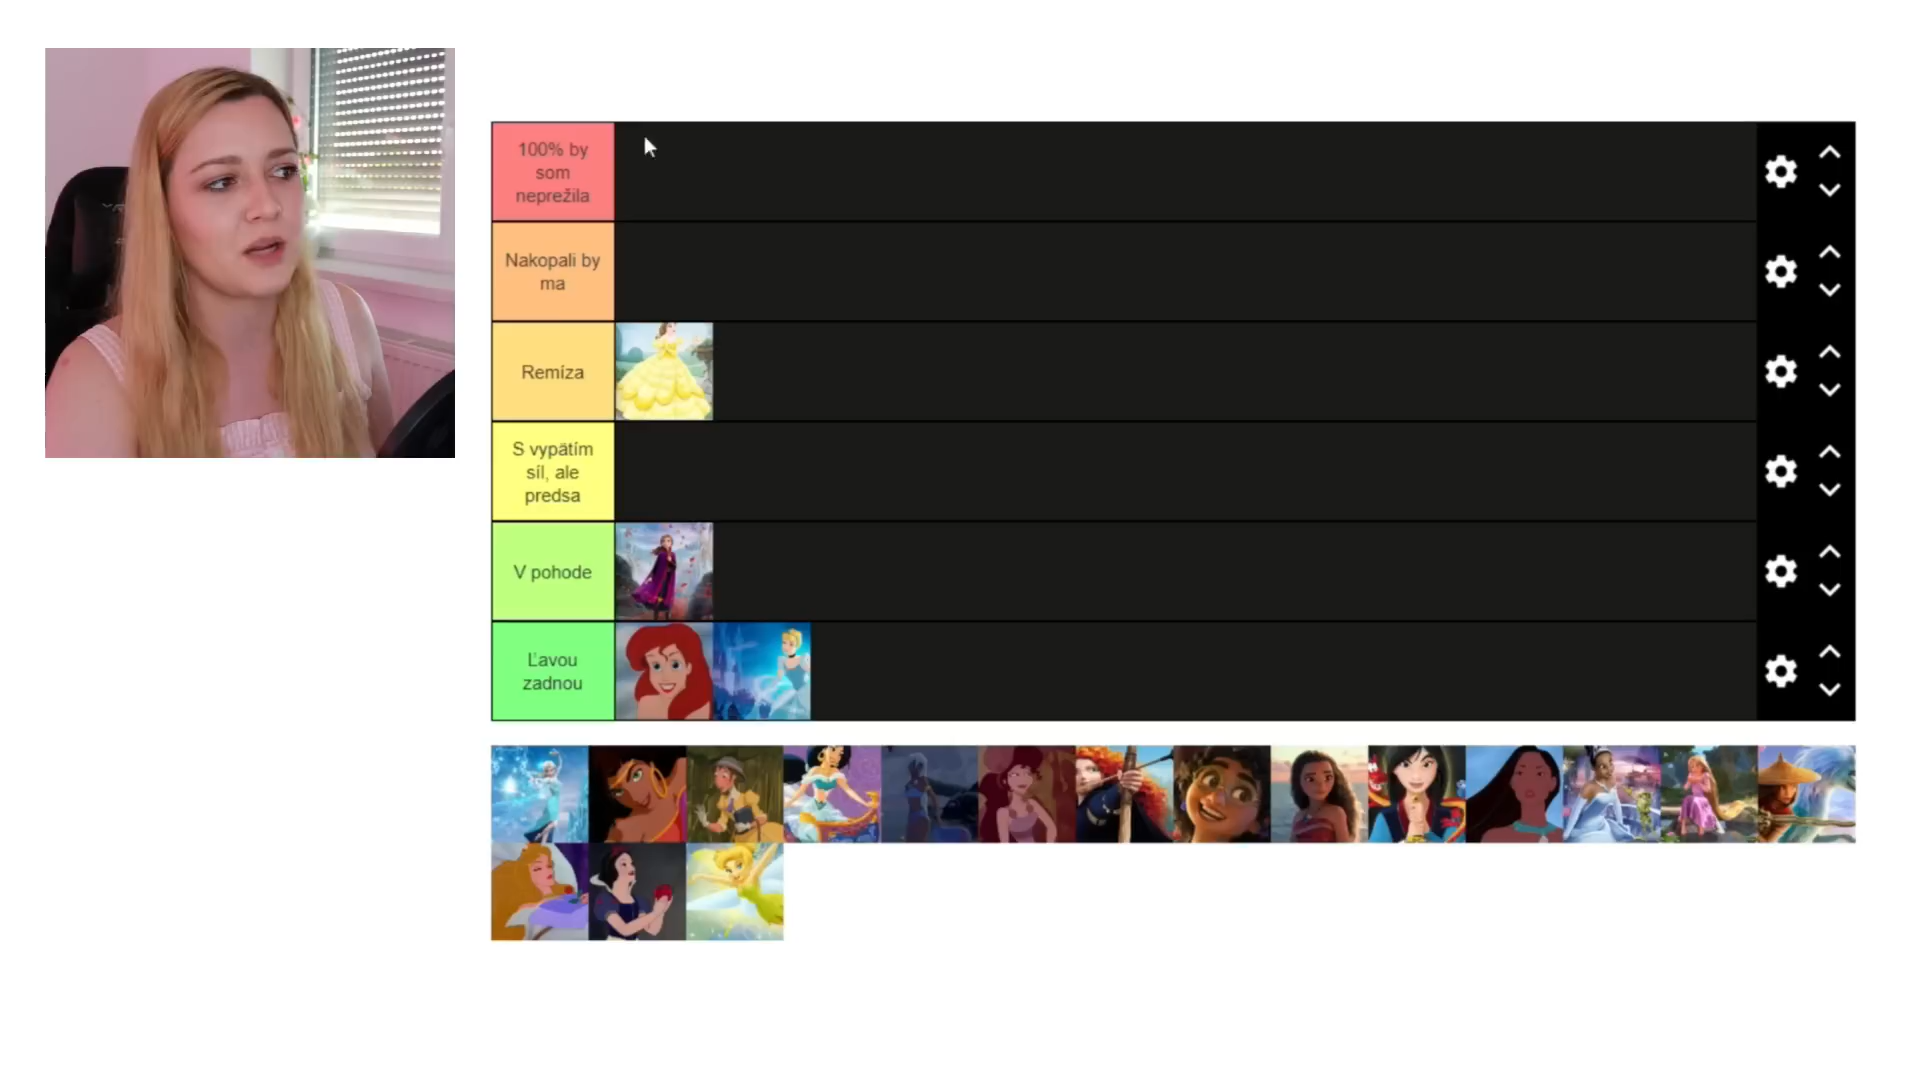 100% by
som
neprežila
Nakopali by
ma
Remíza
S vypätím
síl, ale
predsa
V pohode
Ľavou
zadnou